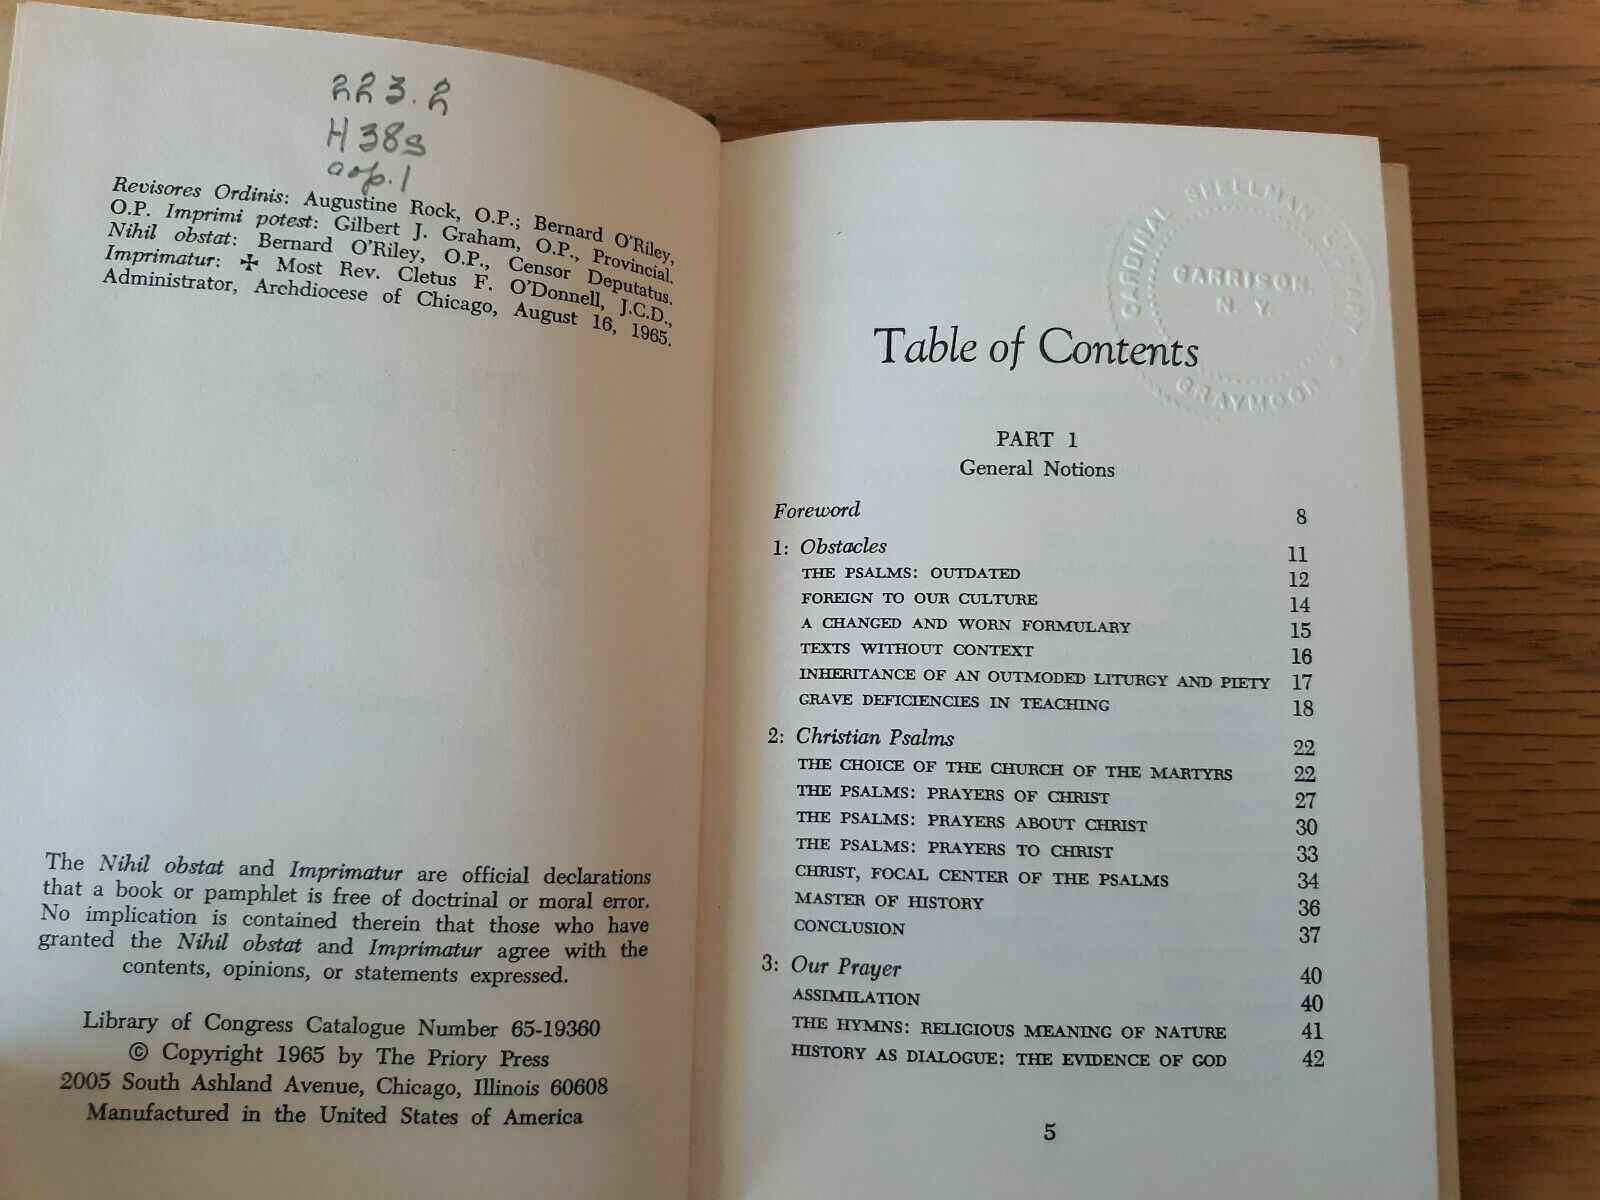 223.2
H38s
cop.1
Revisores Ordinis: Augustine Rock, O.P.; Bernard O'Riley,
O.P. Imprimi potest: Gilbert J. Graham, O.P., Provincial.
Nihil obstat: Bernard O'Riley, O.P., Censor Deputatus.
Imprimatur: ✠ Most Rev. Cletus F. O'Donnell, J.C.D.,
Administrator, Archdiocese of Chicago, August 16, 1965.
The Nihil obstat and Imprimatur are official declarations
that a book or pamphlet is free of doctrinal or moral error.
No implication is contained therein that those who have
granted the Nihil obstat and Imprimatur agree with the
contents, opinions, or statements expressed.
Library of Congress Catalogue Number 65-19360
© Copyright 1965 by The Priory Press
2005 South Ashland Avenue, Chicago, Illinois 60608
Manufactured in the United States of America
CARDINAL SPELLMAN LIBRARY
GARRISON,
N. Y.
GRAYMOOR
Table of Contents
PART 1
General Notions
Foreword 8
1: Obstacles 11
THE PSALMS: OUTDATED 12
FOREIGN TO OUR CULTURE 14
A CHANGED AND WORN FORMULARY 15
TEXTS WITHOUT CONTEXT 16
INHERITANCE OF AN OUTMODED LITURGY AND PIETY 17
GRAVE DEFICIENCIES IN TEACHING 18
2: Christian Psalms 22
THE CHOICE OF THE CHURCH OF THE MARTYRS 22
THE PSALMS: PRAYERS OF CHRIST 27
THE PSALMS: PRAYERS ABOUT CHRIST 30
THE PSALMS: PRAYERS TO CHRIST 33
CHRIST, FOCAL CENTER OF THE PSALMS 34
MASTER OF HISTORY 36
CONCLUSION 37
3: Our Prayer 40
ASSIMILATION 40
THE HYMNS: RELIGIOUS MEANING OF NATURE 41
HISTORY AS DIALOGUE: THE EVIDENCE OF GOD 42
5